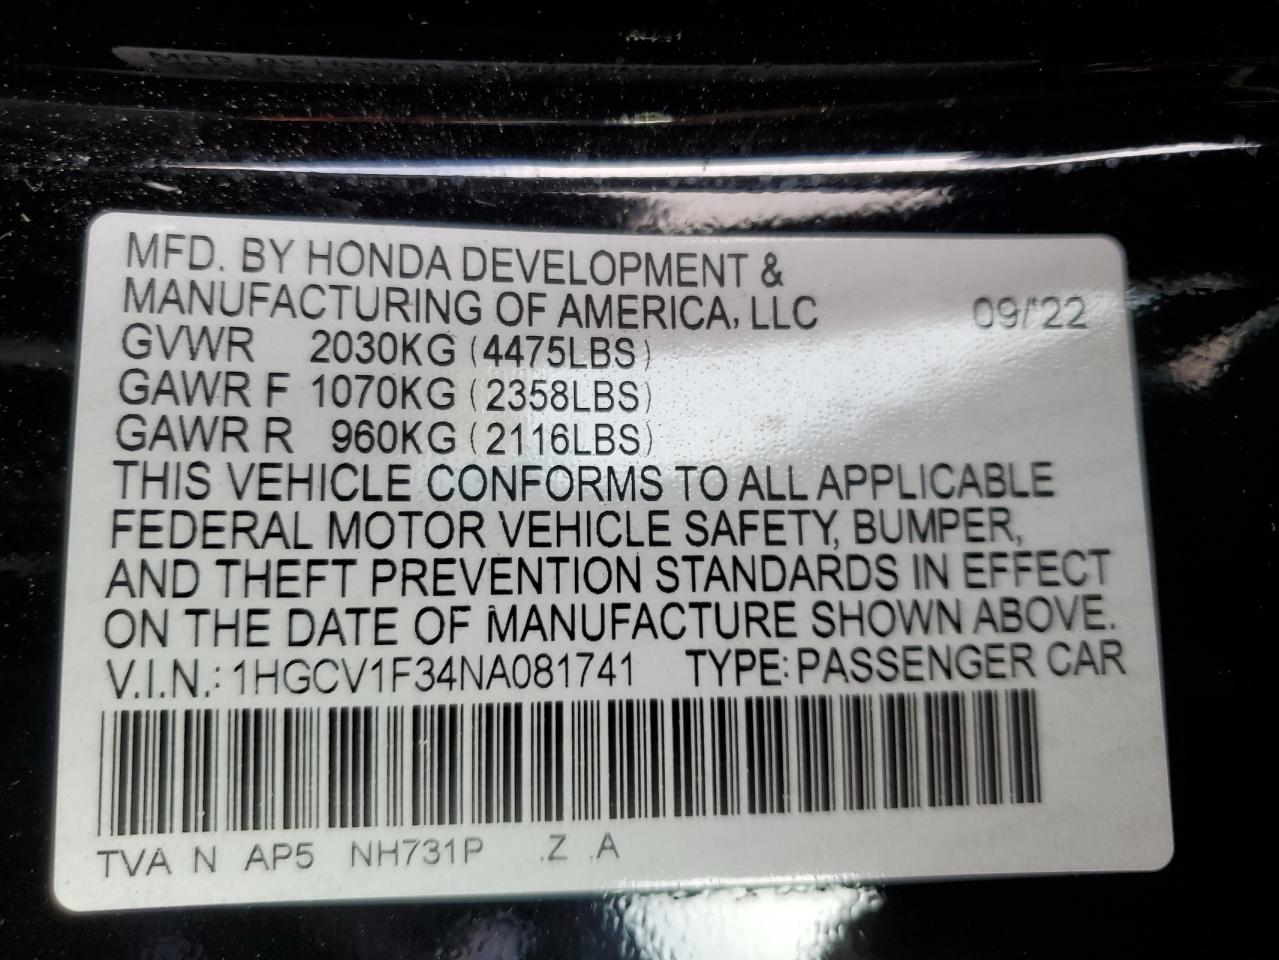 MFD. BY HONDA DEVELOPMENT &
MANUFACTURING OF AMERICA, LLC 09/'22
GVWR 2030KG (4475LBS)
GAWR F 1070KG (2358LBS)
GAWR R 960KG (2116LBS)
THIS VEHICLE CONFORMS TO ALL APPLICABLE
FEDERAL MOTOR VEHICLE SAFETY, BUMPER,
AND THEFT PREVENTION STANDARDS IN EFFECT
ON THE DATE OF MANUFACTURE SHOWN ABOVE.
V.I.N.: 1HGCV1F34NA081741 TYPE: PASSENGER CAR
TVA N AP5 NH731P .Z .A